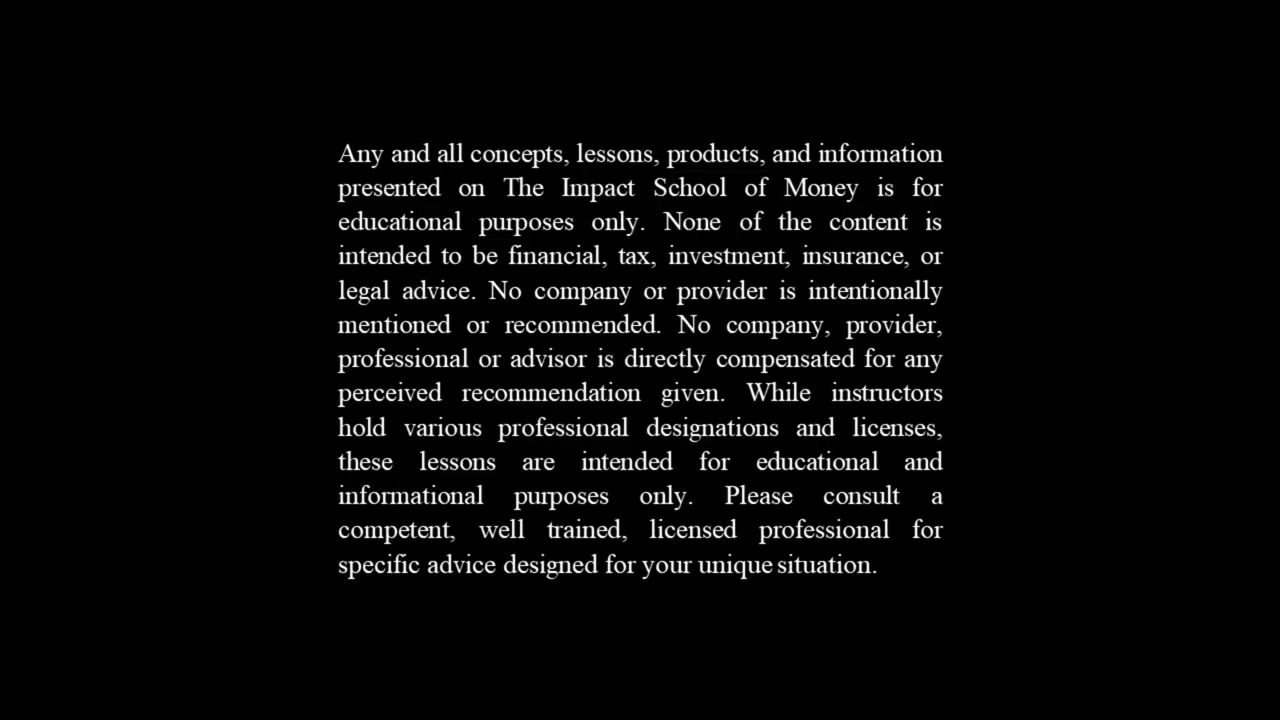 Any and all concepts, lessons, products, and information
presented on The Impact School of Money is for
educational purposes only. None of the content is
intended to be financial, tax, investment, insurance, or
legal advice. No company or provider is intentionally
mentioned or recommended. No company, provider,
professional or advisor is directly compensated for any
perceived recommendation given. While instructors
hold various professional designations and licenses,
these lessons are intended for educational and
informational purposes only. Please consult a
competent, well trained, licensed professional for
specific advice designed for your unique situation.